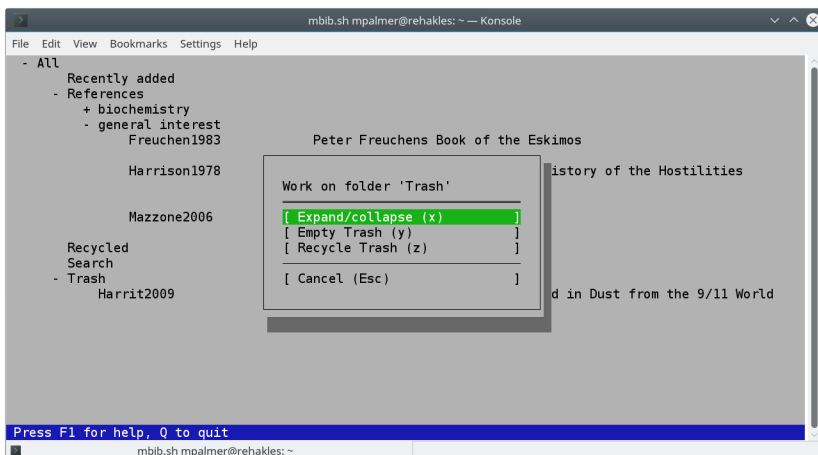 mbib.sh mpalmer@rehakles: ~ — Konsole
File Edit View Bookmarks Settings Help
- All
Recently added
- References
+ biochemistry
- general interest
Freuchen1983 Peter Freuchens Book of the Eskimos
Harrison1978 istory of the Hostilities
Work on folder 'Trash'
Mazzone2006 [ Expand/collapse (x) ]
[ Empty Trash (y) ]
Recycled [ Recycle Trash (z) ]
Search
- Trash [ Cancel (Esc) ]
Harrit2009 d in Dust from the 9/11 World
Press F1 for help, Q to quit
mbib.sh mpalmer@rehakles: ~